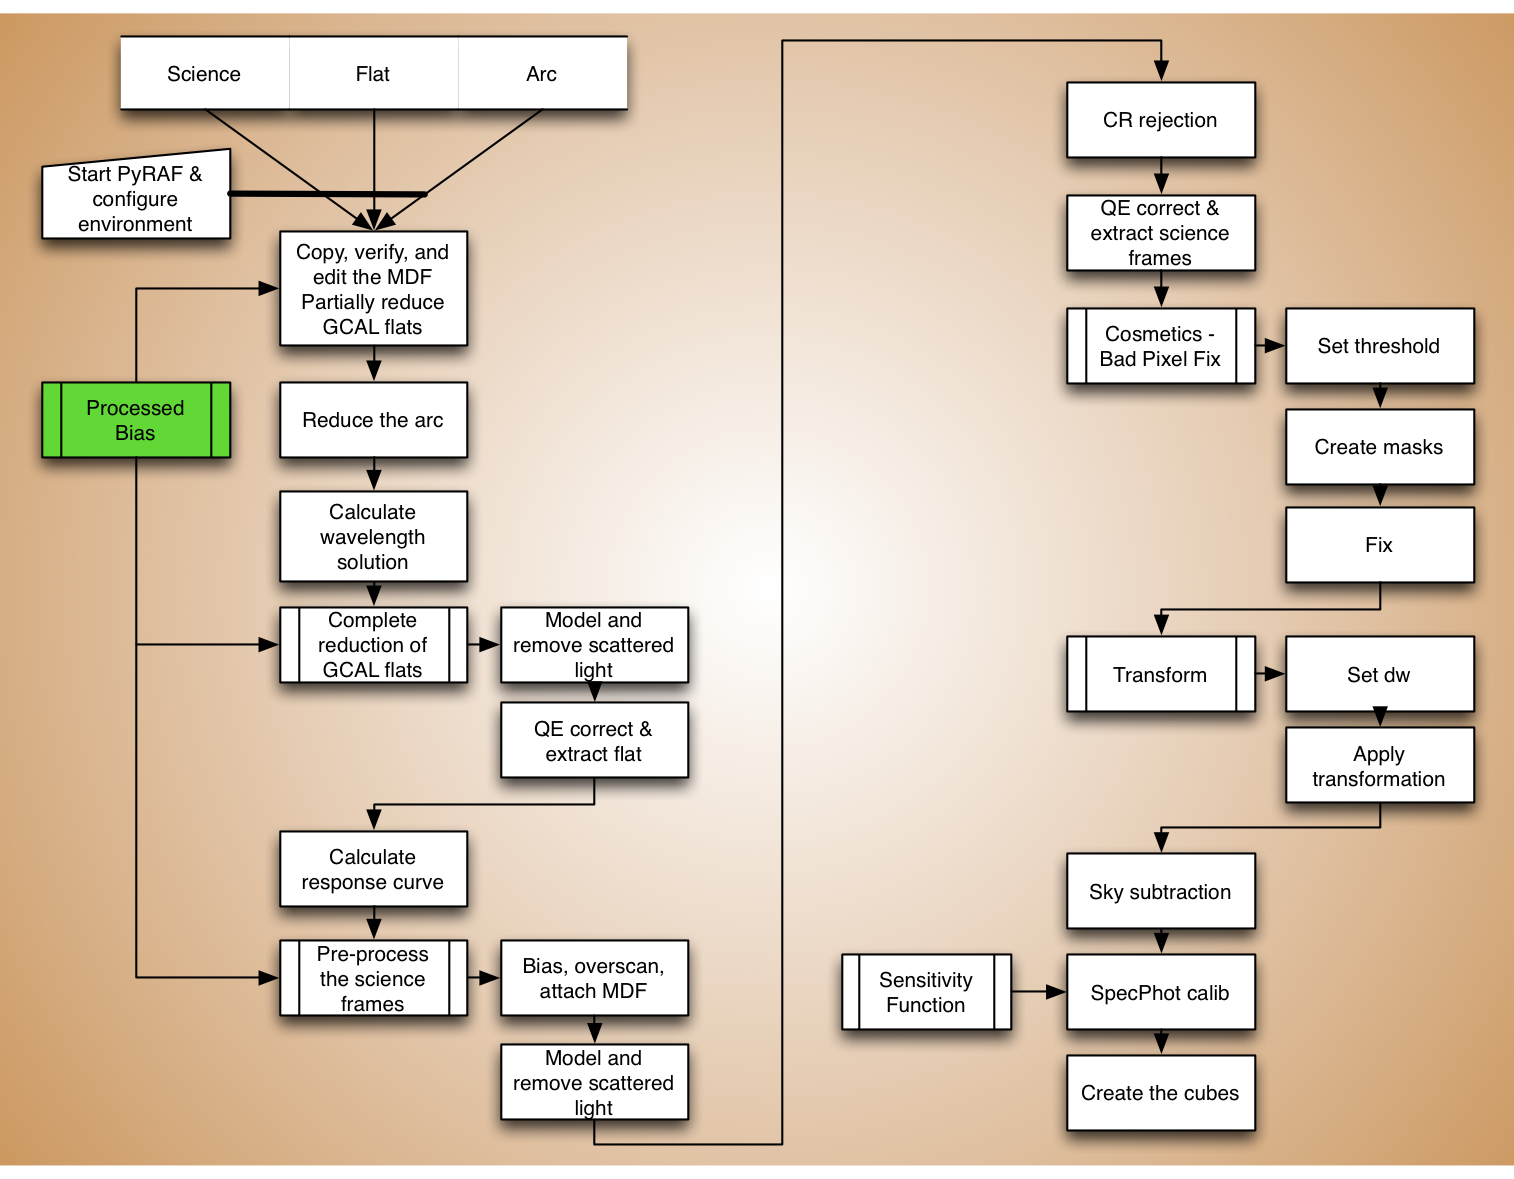 Science
Flat
Arc
Start PyRAF &
configure
environment
Copy, verify, and
edit the MDF
Partially reduce
GCAL flats
Processed
Bias
Reduce the arc
Calculate
wavelength
solution
Complete
reduction of
GCAL flats
Model and
remove scattered
light
QE correct &
extract flat
Calculate
response curve
Pre-process
the science
frames
Bias, overscan,
attach MDF
Model and
remove scattered
light
CR rejection
QE correct &
extract science
frames
Cosmetics -
Bad Pixel Fix
Set threshold
Create masks
Fix
Transform
Set dw
Apply
transformation
Sky subtraction
Sensitivity
Function
SpecPhot calib
Create the cubes